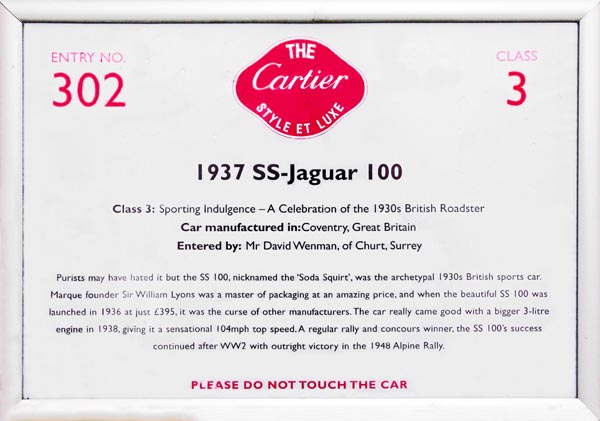 ENTRY NO.
302
THE
Cartier
STYLE ET LUXE
CLASS
3
1937 SS-Jaguar 100
Class 3: Sporting Indulgence – A Celebration of the 1930s British Roadster
Car manufactured in:Coventry, Great Britain
Entered by: Mr David Wenman, of Churt, Surrey
Purists may have hated it but the SS 100, nicknamed the 'Soda Squirt', was the archetypal 1930s British sports car.
Marque founder Sir William Lyons was a master of packaging at an amazing price, and when the beautiful SS 100 was
launched in 1936 at just £395, it was the curse of other manufacturers. The car really came good with a bigger 3-litre
engine in 1938, giving it a sensational 104mph top speed. A regular rally and concours winner, the SS 100's success
continued after WW2 with outright victory in the 1948 Alpine Rally.
PLEASE DO NOT TOUCH THE CAR